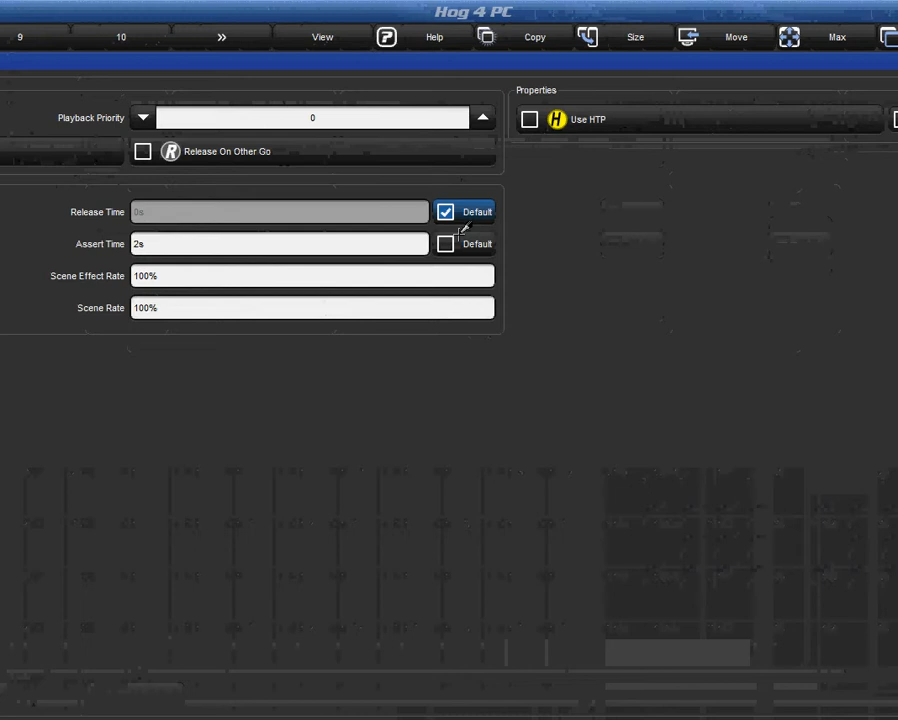 Hog 4 PC
9 10 » View Help Copy Size Move Max
Properties
Playback Priority 0 H Use HTP
R Release On Other Go
Release Time 0s Default
Assert Time 2s Default
Scene Effect Rate 100%
Scene Rate 100%